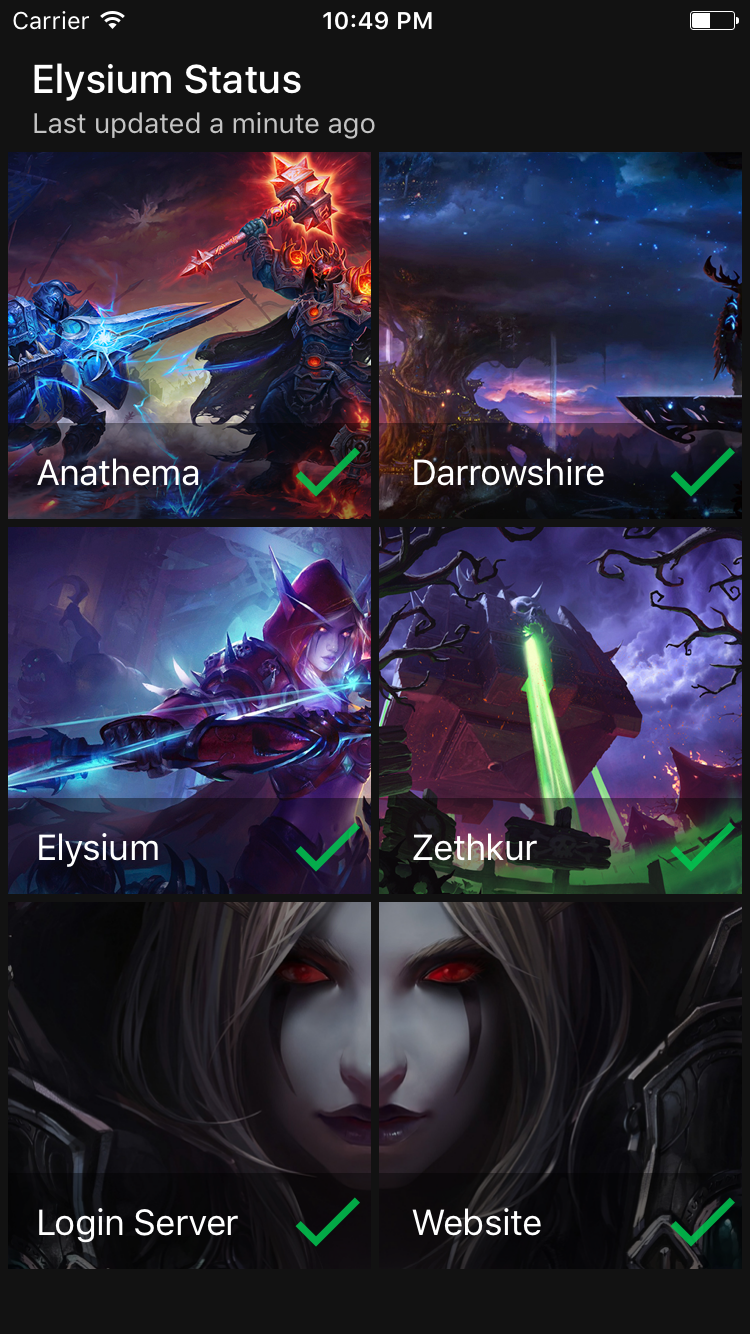 Carrier 10:49 PM
Elysium Status
Last updated a minute ago
Anathema
Darrowshire
Elysium
Zethkur
Login Server
Website